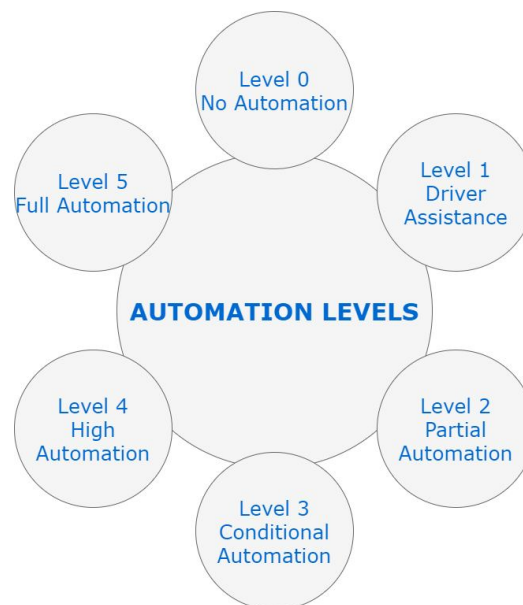 Level 0
No Automation
Level 1
Driver
Assistance
Level 2
Partial
Automation
Level 3
Conditional
Automation
Level 4
High
Automation
Level 5
Full Automation
AUTOMATION LEVELS